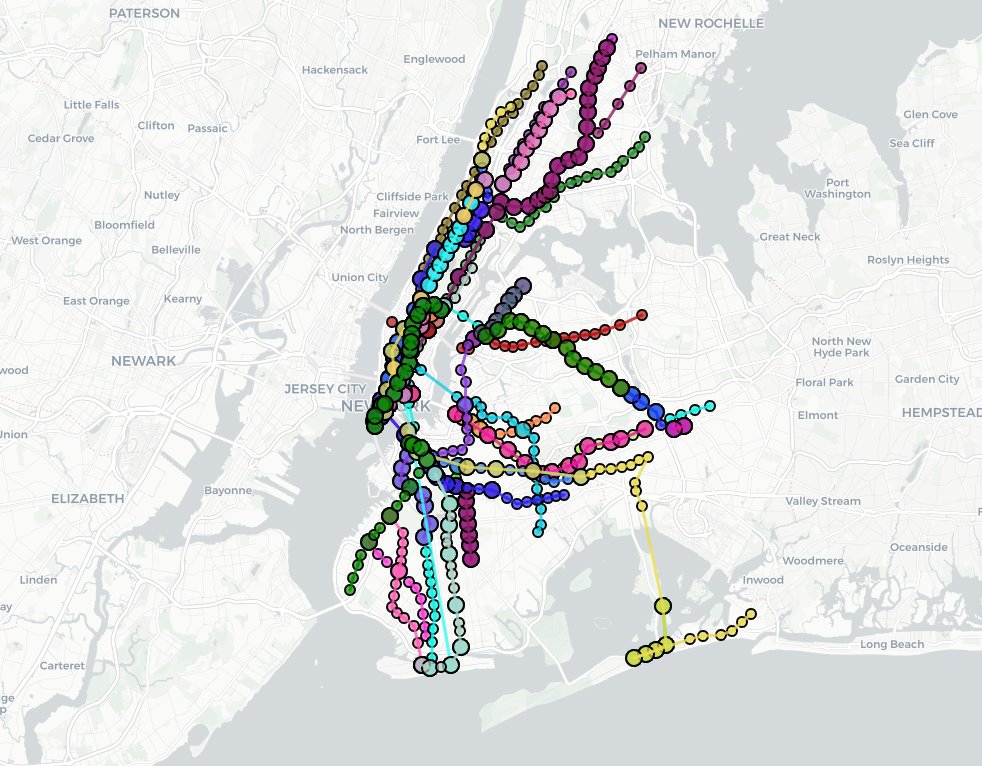 PATERSON
NEW ROCHELLE
Pelham Manor
Englewood
Hackensack
Little Falls
Glen Cove
Clifton
Passaic
Cedar Grove
Fort Lee
Sea Cliff
Nutley
Cliffside Park
Port
Washington
Fairview
Bloomfield
North Bergen
West Orange
Belleville
Great Neck
Roslyn Heights
Union City
East Orange
Kearny
North New
Hyde Park
NEWARK
wood
JERSEY CITY
Floral Park
Garden City
NEW
RK
Elmont
HEMPSTEAD
Union
ELIZABETH
Bayonne
Valley Stream
Oceanside
Woodmere
Linden
Inwood
ay
Long Beach
Carteret
ge